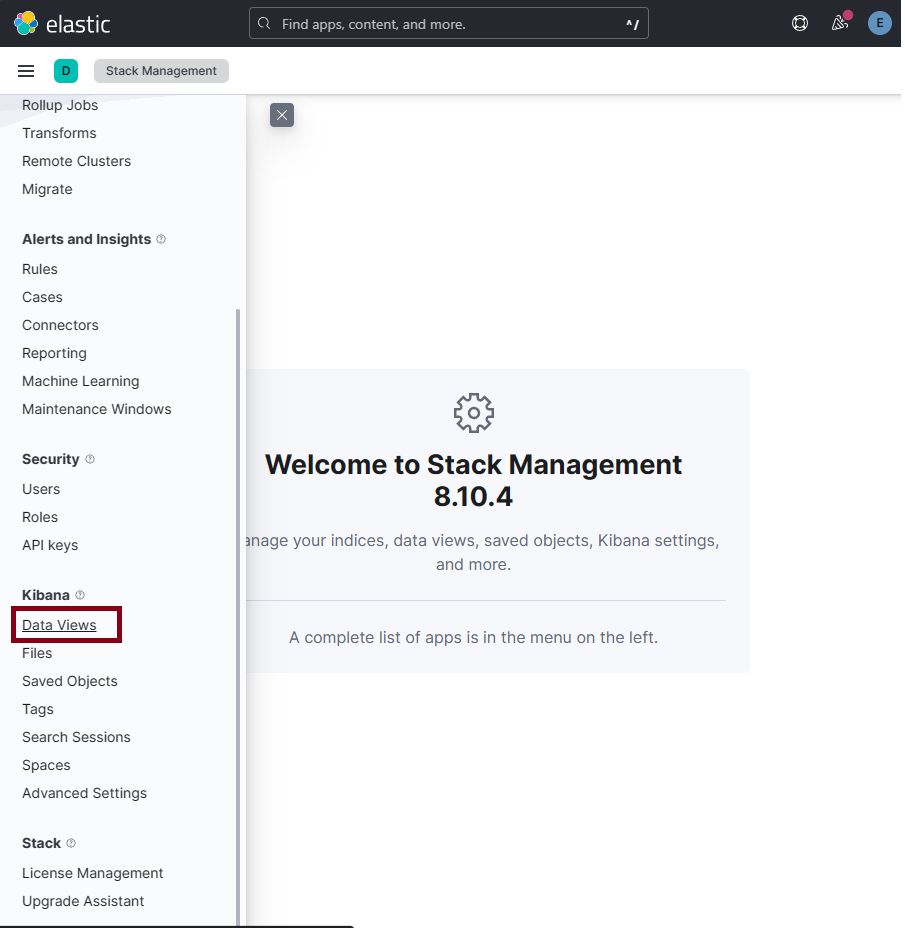 elastic
Find apps, content, and more.
^/
E
D
Stack Management
Rollup Jobs
Transforms
Remote Clusters
Migrate
Alerts and Insights
Rules
Cases
Connectors
Reporting
Machine Learning
Maintenance Windows
Security
Users
Roles
API keys
Kibana
Data Views
Files
Saved Objects
Tags
Search Sessions
Spaces
Advanced Settings
Stack
License Management
Upgrade Assistant
Welcome to Stack Management
8.10.4
anage your indices, data views, saved objects, Kibana settings,
and more.
A complete list of apps is in the menu on the left.